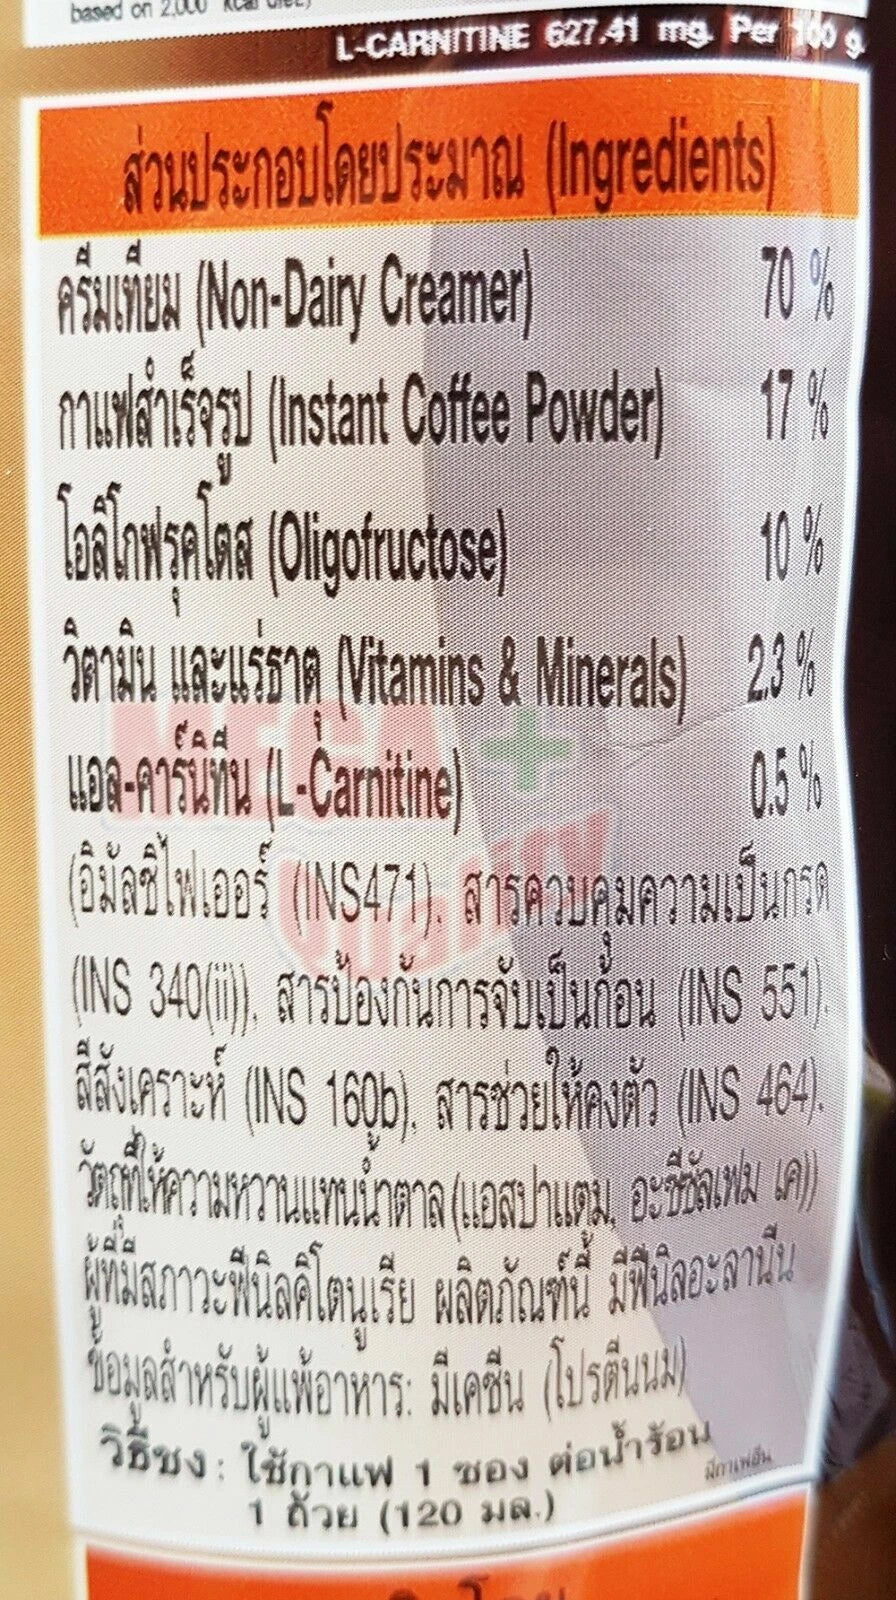 based on 2,000 kcal diet.)
L-CARNITINE 627.41 mg. Per 100 g.
ส่วนประกอบโดยประมาณ (Ingredients)
ครีมเทียม (Non-Dairy Creamer) 70 %
กาแฟสำเร็จรูป (Instant Coffee Powder) 17 %
โอลิโกฟรุคโตส (Oligofructose) 10 %
วิตามิน และแร่ธาตุ (Vitamins & Minerals) 2.3 %
แอล-คาร์นิทีน (L-Carnitine) 0.5 %
(อิมัลซิไฟเออร์ (INS471), สารควบคุมความเป็นกรด
(INS 340(ii)), สารป้องกันการจับเป็นก้อน (INS 551),
สีสังเคราะห์ (INS 160b), สารช่วยให้คงตัว (INS 464),
วัตถุที่ให้ความหวานแทนน้ำตาล (แอสปาแตม, อะซีซัลเฟม เค))
ผู้ที่มีสภาวะฟีนิลคิโตนูเรีย ผลิตภัณฑ์นี้ มีฟีนิลอะลานีน
ข้อมูลสำหรับผู้แพ้อาหาร: มีเคซีน (โปรตีนนม)
วิธีชง : ใช้กาแฟ 1 ซอง ต่อน้ำร้อน
1 ถ้วย (120 มล.)
มีกาเฟอีน
MEGA +